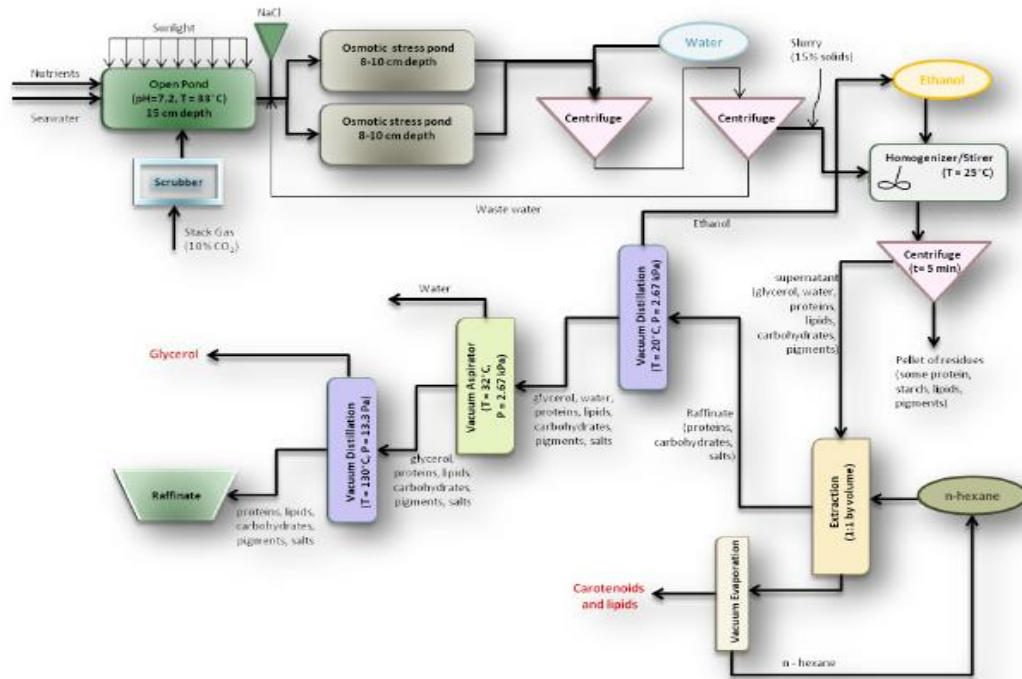 NaCl
Sunlight
Nutrients
Seawater
Open Pond
(pH=7.2, T = 33°C)
15 cm depth
Osmotic stress pond
8-10 cm depth
Osmotic stress pond
8-10 cm depth
Water
Centrifuge
Slurry
(15% solids)
Centrifuge
Ethanol
Homogenizer/Stirer
(T = 25°C)
Scrubber
Stack Gas
(10% CO₂)
Waste water
Ethanol
Centrifuge
(t= 5 min)
supernatant
(glycerol, water,
proteins,
lipids,
carbohydrates,
pigments)
Pellet of residues
(some protein,
starch, lipids,
pigments)
Vacuum Distillation
(T = 20°C, P = 2.67 kPa)
Water
Vacuum Aspirator
(T = 32°C,
P = 2.67 kPa)
glycerol, water,
proteins, lipids,
carbohydrates,
pigments, salts
Glycerol
Vacuum Distillation
(T = 130°C, P = 13.3 Pa)
glycerol,
proteins, lipids,
carbohydrates,
pigments, salts
Raffinate
proteins, lipids,
carbohydrates,
pigments, salts
Raffinate
(proteins,
carbohydrates,
salts)
Extraction
(1:1 by volume)
n-hexane
Carotenoids
and lipids
Vacuum Evaporation
n - hexane